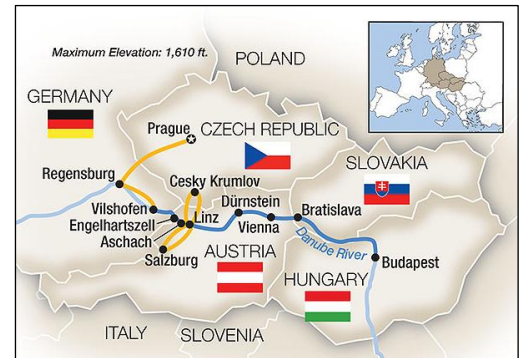 Maximum Elevation: 1,610 ft.
POLAND
GERMANY
Prague
CZECH REPUBLIC
Regensburg
Cesky Krumlov
SLOVAKIA
Vilshofen
Engelhartszell
Aschach
Linz
Dürnstein
Vienna
Bratislava
Salzburg
AUSTRIA
Danube River
Budapest
HUNGARY
ITALY
SLOVENIA